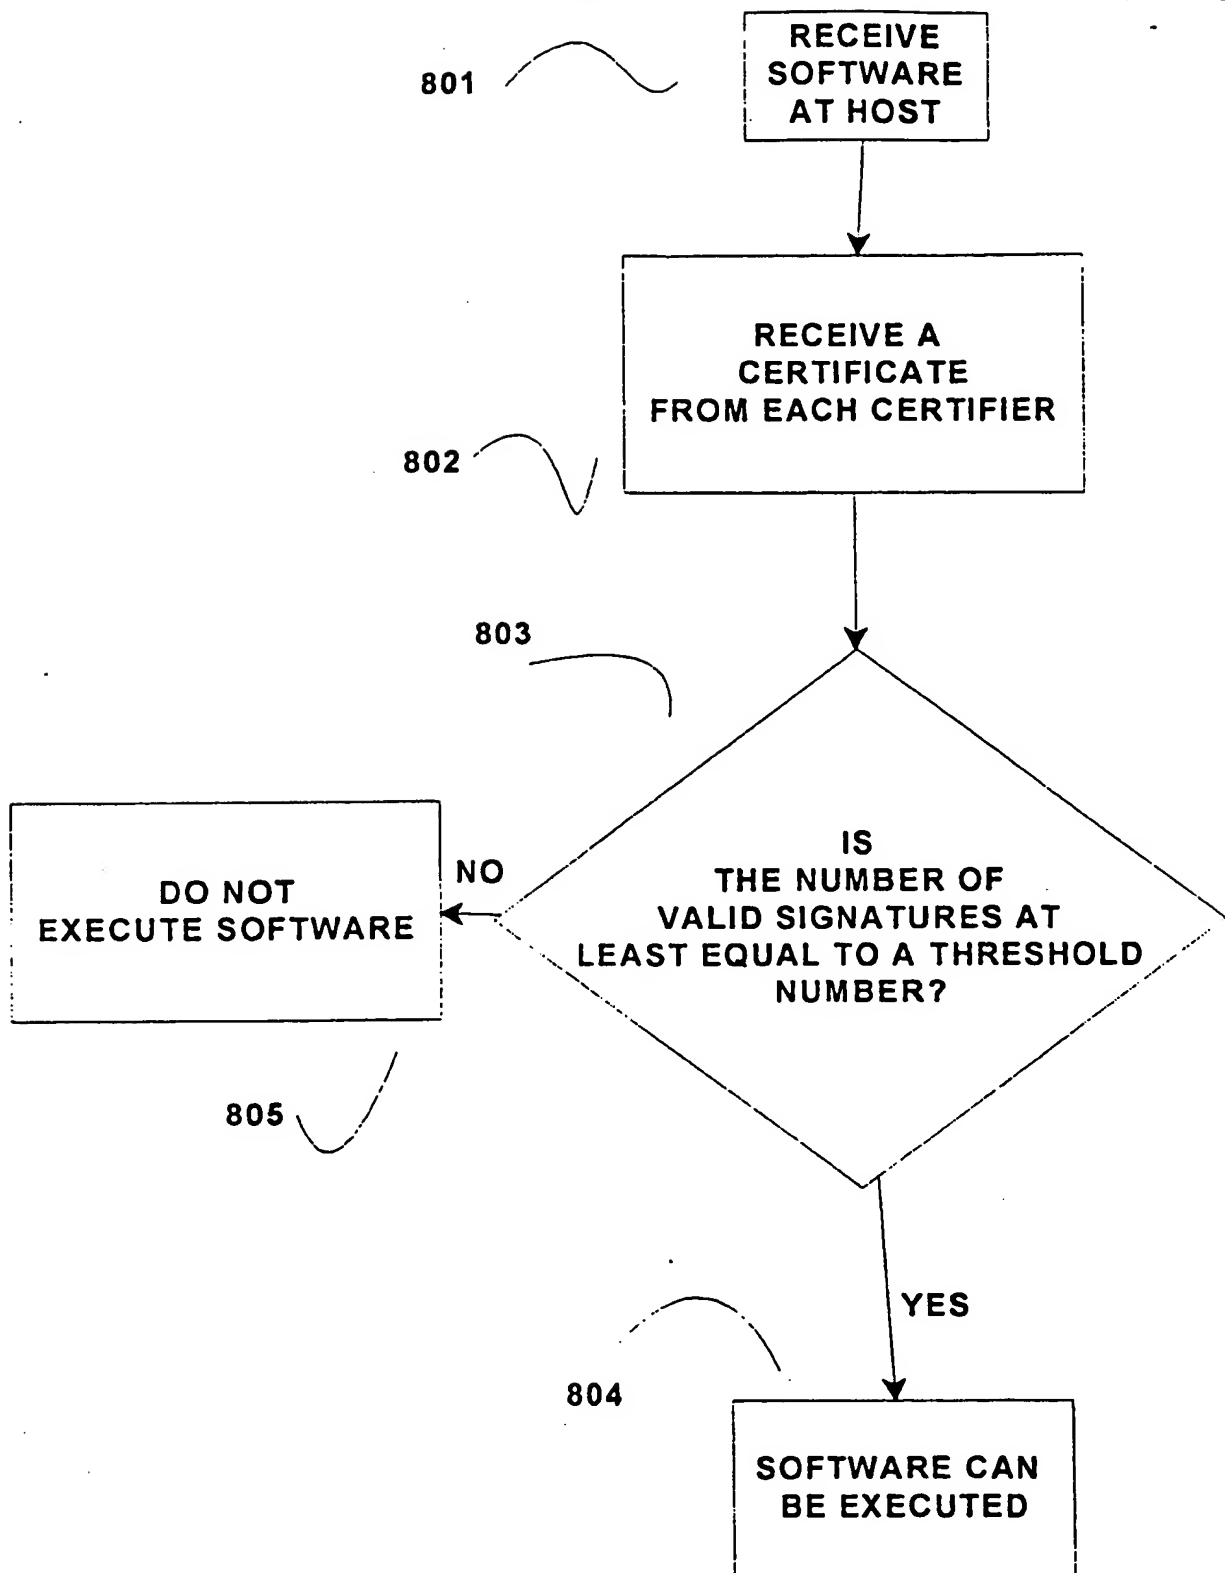 RECEIVE
SOFTWARE
AT HOST
801
RECEIVE A
CERTIFICATE
FROM EACH CERTIFIER
802
803
IS
THE NUMBER OF
VALID SIGNATURES AT
LEAST EQUAL TO A THRESHOLD
NUMBER?
NO
DO NOT
EXECUTE SOFTWARE
805
YES
804
SOFTWARE CAN
BE EXECUTED